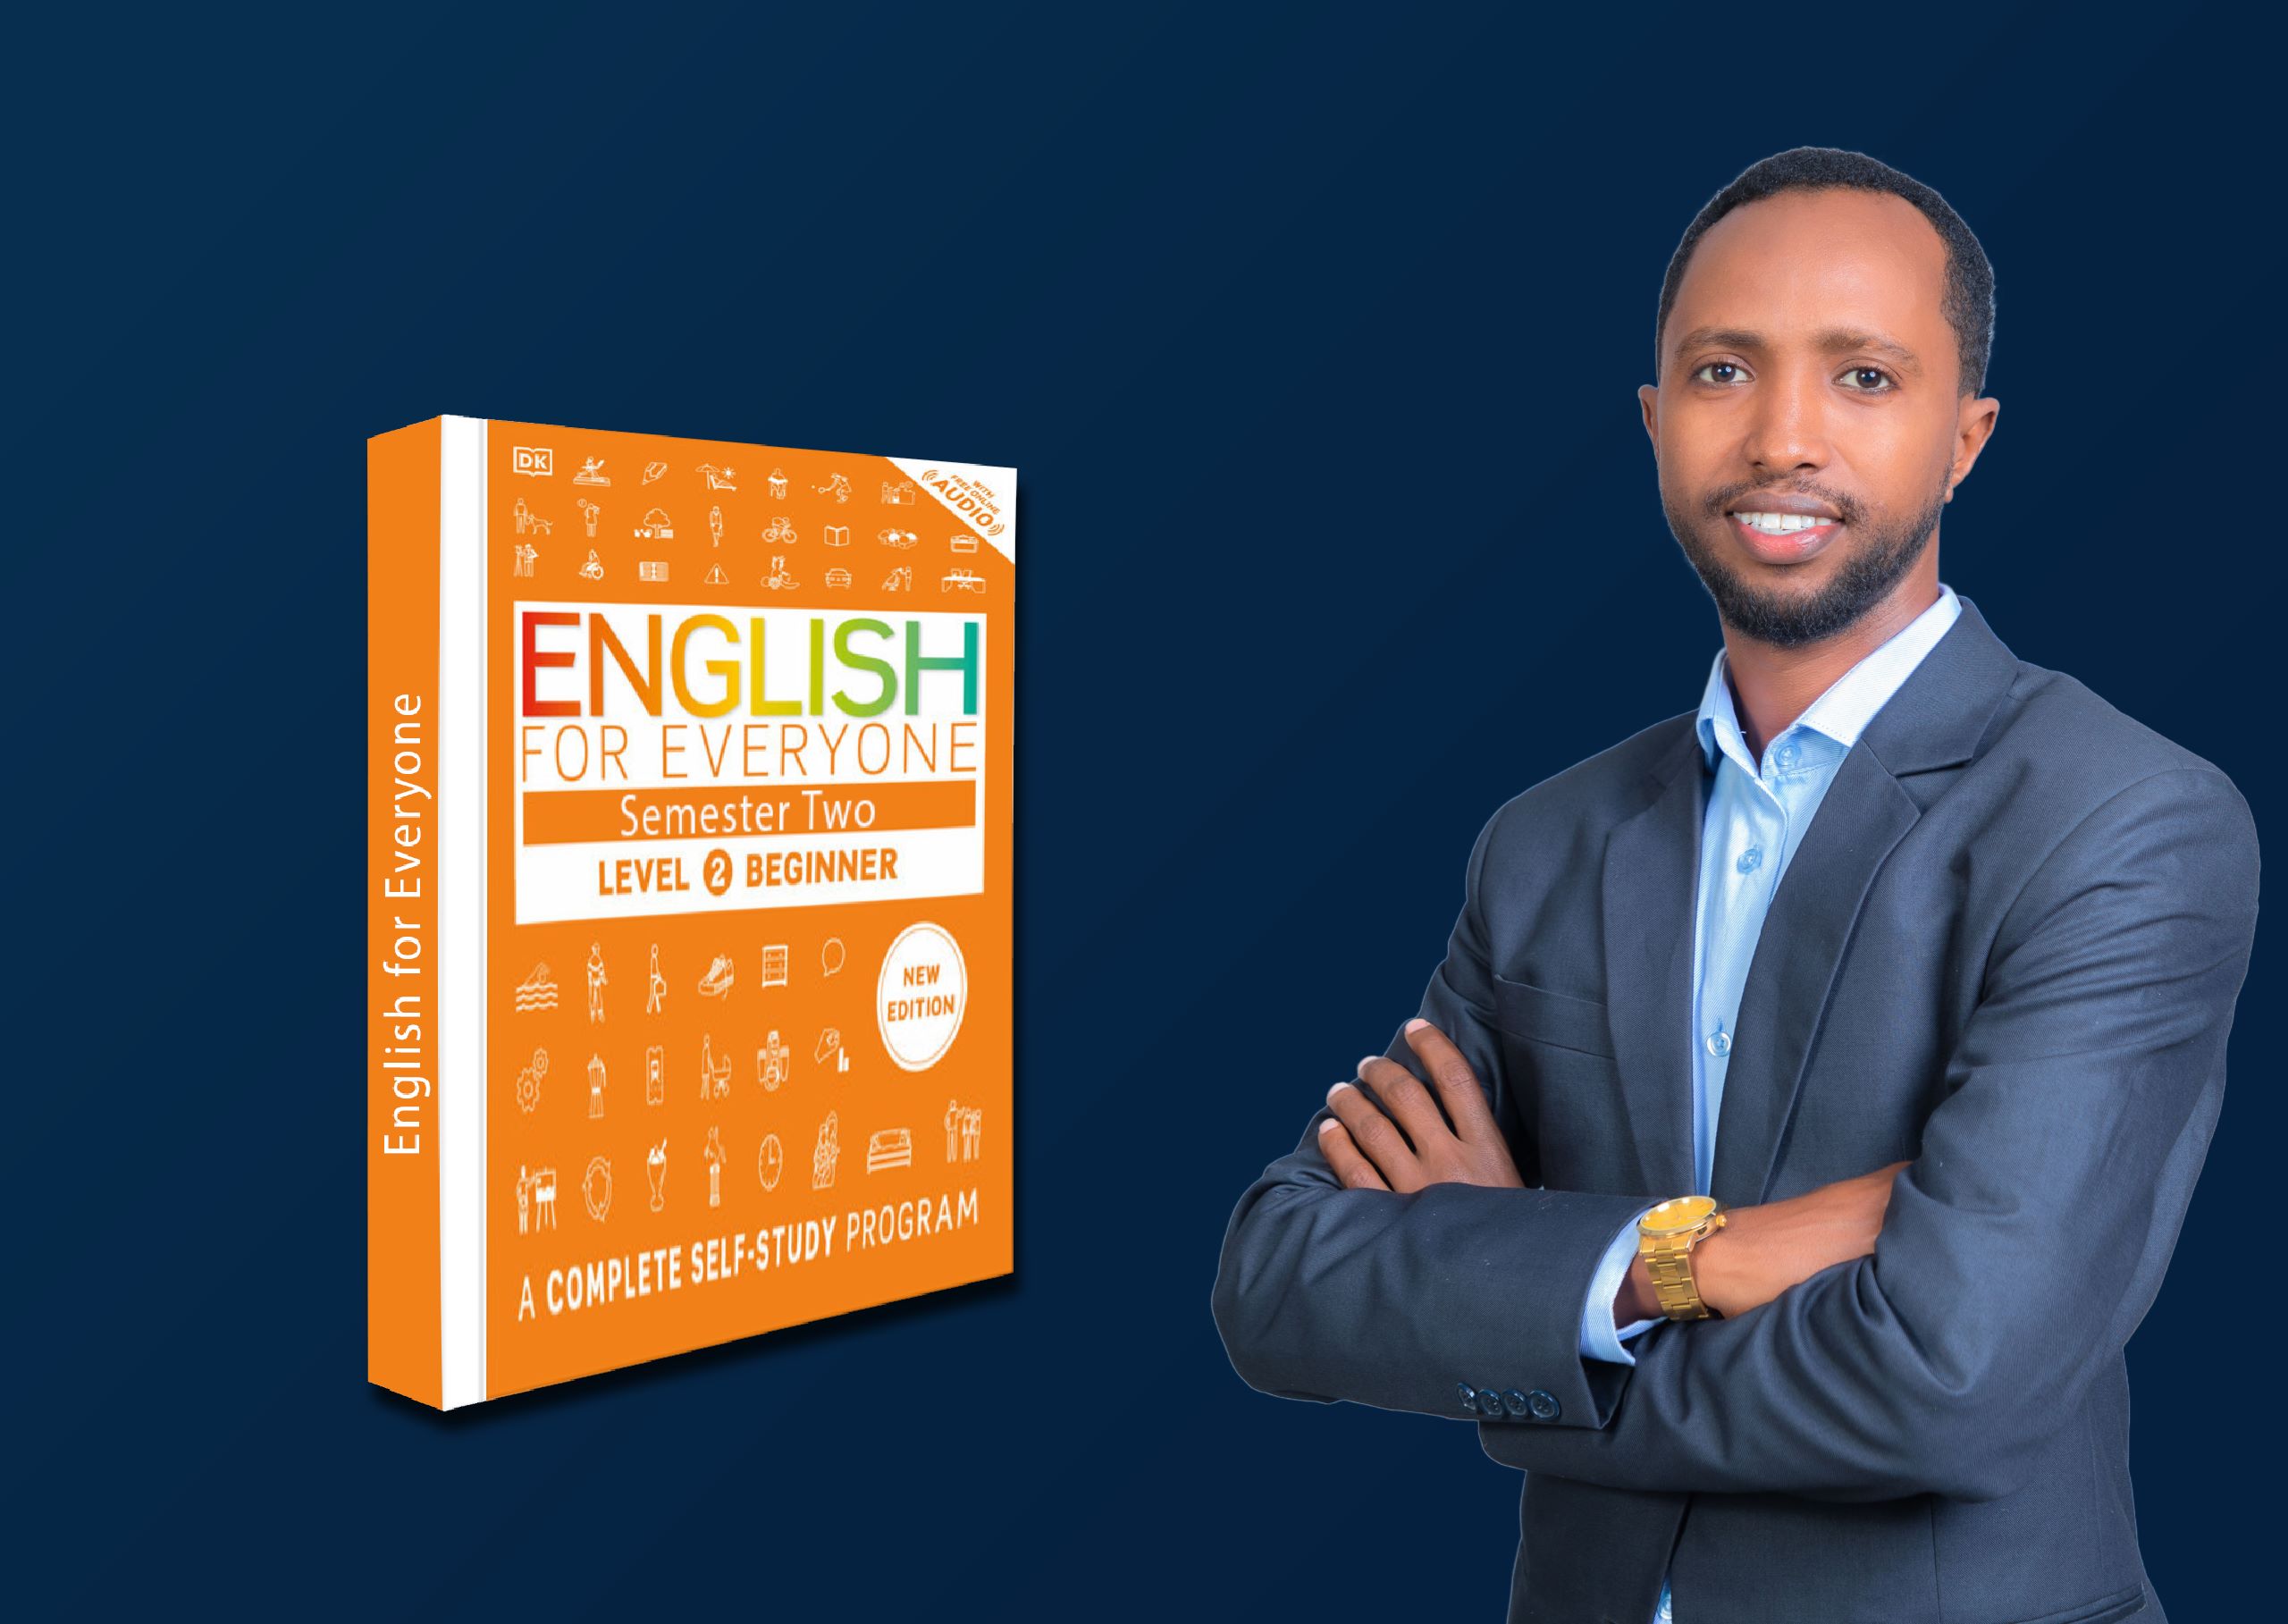 English for Everyone
DK
WITH
FREE ONLINE
AUDIO
ENGLISH
FOR EVERYONE
Semester Two
LEVEL 2 BEGINNER
NEW
EDITION
A COMPLETE SELF-STUDY PROGRAM